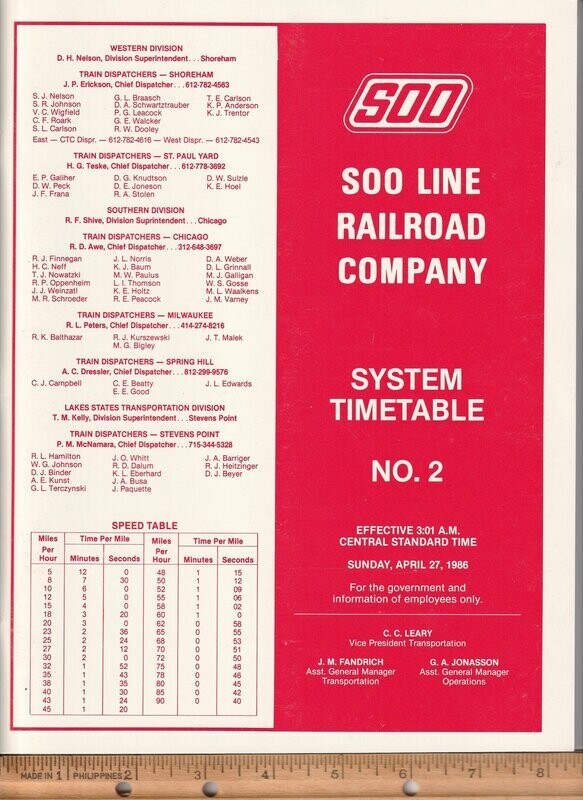 WESTERN DIVISION
D. H. Nelson, Division Superintendent. . .Shoreham
TRAIN DISPATCHERS — SHOREHAM
J. P. Erickson, Chief Dispatcher. . .612-782-4563
S. J. Nelson G. L. Braasch T. E. Carlson
S. R. Johnson D. A. Schwartztrauber K. P. Anderson
V. C. Wigfield P. G. Leacock K. J. Trentor
C. F. Roark G. E. Walcker
S. L. Carlson R. W. Dooley
East — CTC Dispr. — 612-782-4616 — West Dispr. — 612-782-4543
TRAIN DISPATCHERS — ST. PAUL YARD
H. G. Teske, Chief Dispatcher. . .612-778-3692
E. P. Galiher D. G. Knudtson D. W. Sulzle
D. W. Peck D. E. Joneson K. E. Hoel
J. F. Frana R. A. Stolen
SOUTHERN DIVISION
R. F. Shive, Division Superintendent. . .Chicago
TRAIN DISPATCHERS — CHICAGO
R. D. Awe, Chief Dispatcher. . .312-648-3697
R. J. Finnegan J. L. Norris D. A. Weber
H. C. Neff K. J. Baum D. L. Grinnall
T. J. Nowatzki M. W. Paulus M. J. Galligan
R. P. Oppenheim L. I. Thomson W. S. Gosse
J. J. Weinzatl K. E. Holtz M. L. Waalkens
M. R. Schroeder R. E. Peacock J. M. Varney
TRAIN DISPATCHERS — MILWAUKEE
R. L. Peters, Chief Dispatcher. . .414-274-8216
R. K. Balthazar R. J. Kurszewski J. T. Malek
M. G. Bigley
TRAIN DISPATCHERS — SPRING HILL
A. C. Dressler, Chief Dispatcher. . .812-299-9576
C. J. Campbell C. E. Beatty J. L. Edwards
E. E. Good
LAKES STATES TRANSPORTATION DIVISION
T. M. Kelly, Division Superintendent. . .Stevens Point
TRAIN DISPATCHERS — STEVENS POINT
P. M. McNamara, Chief Dispatcher. . .715-344-5328
R. L. Hamilton J. O. Whitt J. A. Barriger
W. G. Johnson R. D. Dalum R. J. Heitzinger
D. J. Binder K. L. Eberhard D. J. Beyer
A. E. Kunst J. A. Busa
G. L. Terczynski J. Paquette
SPEED TABLE
Miles Per Hour Time Per Mile Miles Per Hour Time Per Mile
Minutes Seconds Minutes Seconds
5 12 0 48 1 15
8 7 30 50 1 12
10 6 0 52 1 09
12 5 0 55 1 06
15 4 0 58 1 02
18 3 20 60 1 0
20 3 0 62 0 58
23 2 36 65 0 55
25 2 24 68 0 53
27 2 12 70 0 51
30 2 0 72 0 50
32 1 52 75 0 48
35 1 43 78 0 46
38 1 35 80 0 45
40 1 30 85 0 42
43 1 24 90 0 40
45 1 20
SOO
SOO LINE
RAILROAD
COMPANY
SYSTEM
TIMETABLE
NO. 2
EFFECTIVE 3:01 A.M.
CENTRAL STANDARD TIME
SUNDAY, APRIL 27, 1986
For the government and
information of employees only.
C. C. LEARY
Vice President Transportation
J. M. FANDRICH G. A. JONASSON
Asst. General Manager Asst. General Manager
Transportation Operations
MADE IN PHILIPPINES
1 2 3 4 5 6 7 8